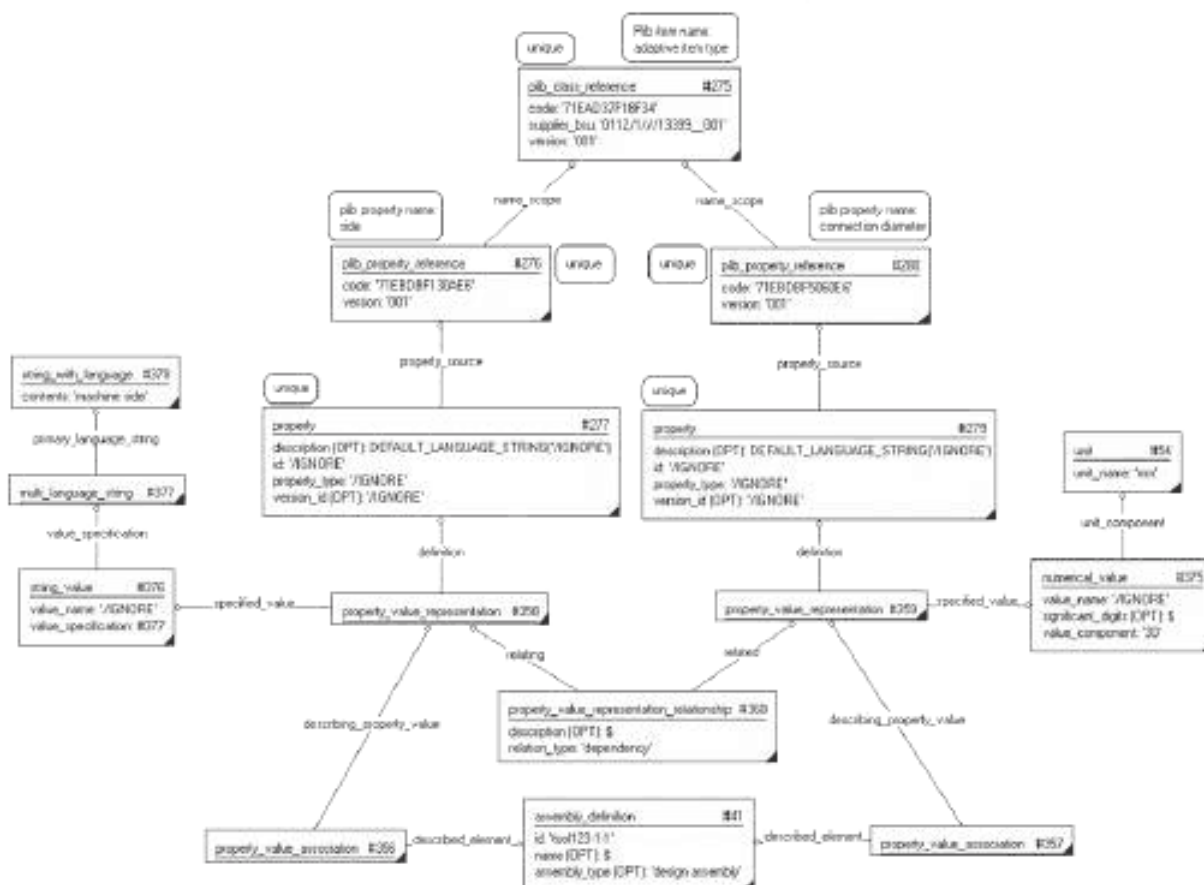 Plib item name:
adaptive item type
unique
plib_class_reference #275
code: '71EAD37F18F34'
supplier_bsu: '0112/1///13399__001'
version: '001'
name_scope
name_scope
plib property name:
side
plib property name:
connection diameter
plib_property_reference #276
code: '71EBDBF130AE6'
version: '001'
unique
unique
plib_property_reference #280
code: '71EBDBF5060E6'
version: '001'
property_source
property_source
string_with_language #378
contents: 'machine side'
primary_language_string
multi_language_string #377
value_specification
string_value #376
value_name: '/IGNORE'
value_specification: #377
unique
property #277
description (OPT): DEFAULT_LANGUAGE_STRING('/IGNORE')
id: '/IGNORE'
property_type: '/IGNORE'
version_id (OPT): '/IGNORE'
unique
property #279
description (OPT): DEFAULT_LANGUAGE_STRING('/IGNORE')
id: '/IGNORE'
property_type: '/IGNORE'
version_id (OPT): '/IGNORE'
unit #54
unit_name: 'mm'
unit_component
definition
definition
numerical_value #375
value_name: '/IGNORE'
significant_digits (OPT): $
value_component: '30'
specified_value
property_value_representation #358
property_value_representation #359
specified_value
relating
related
describing_property_value
property_value_representation_relationship #360
description (OPT): $
relation_type: 'dependency'
describing_property_value
property_value_association #356
described_element
assembly_definition #41
id: 'tool123-1-1'
name (OPT): $
assembly_type (OPT): 'design assembly'
described_element
property_value_association #357